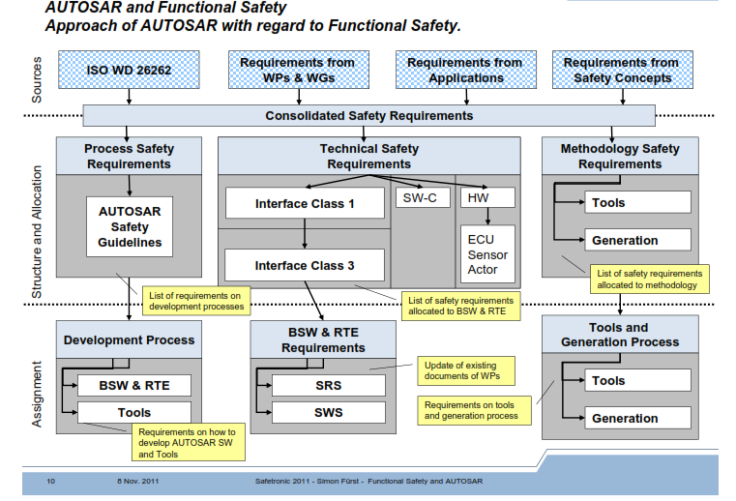 AUTOSAR and Functional Safety
Approach of AUTOSAR with regard to Functional Safety.
Sources
ISO WD 26262
Requirements from
WPs & WGs
Requirements from
Applications
Requirements from
Safety Concepts
Consolidated Safety Requirements
Structure and Allocation
Process Safety
Requirements
AUTOSAR
Safety
Guidelines
List of requirements on
development processes
Technical Safety
Requirements
Interface Class 1
SW-C
HW
Interface Class 3
ECU
Sensor
Actor
List of safety requirements
allocated to BSW & RTE
Methodology Safety
Requirements
Tools
Generation
List of safety requirements
allocated to methodology
Assignment
Development Process
BSW & RTE
Tools
Requirements on how to
develop AUTOSAR SW
and Tools
BSW & RTE
Requirements
SRS
SWS
Update of existing
documents of WPs
Requirements on tools
and generation process
Tools and
Generation Process
Tools
Generation
10
8 Nov. 2011
Safetronic 2011 - Simon Fürst - Functional Safety and AUTOSAR